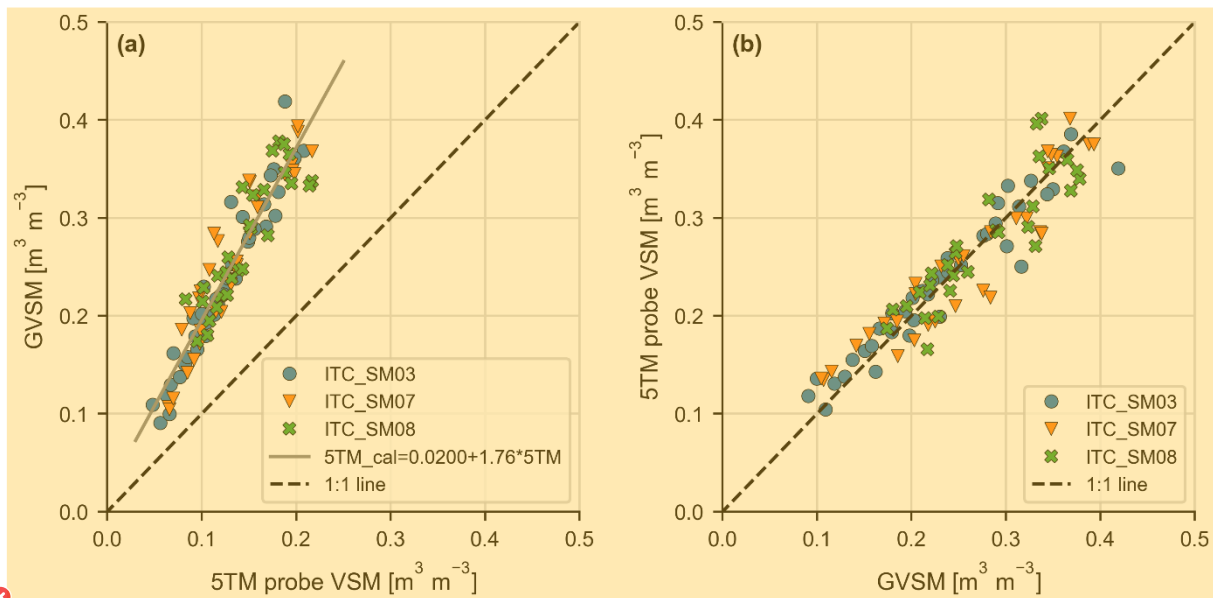 (a)
0.5
0.4
0.3
0.2
0.1
0.0
GVSM [m³ m⁻³]
ITC_SM03
ITC_SM07
ITC_SM08
5TM_cal=0.0200+1.76*5TM
1:1 line
0.0 0.1 0.2 0.3 0.4 0.5
5TM probe VSM [m³ m⁻³]
(b)
0.5
0.4
0.3
0.2
0.1
0.0
5TM probe VSM [m³ m⁻³]
ITC_SM03
ITC_SM07
ITC_SM08
1:1 line
0.0 0.1 0.2 0.3 0.4 0.5
GVSM [m³ m⁻³]